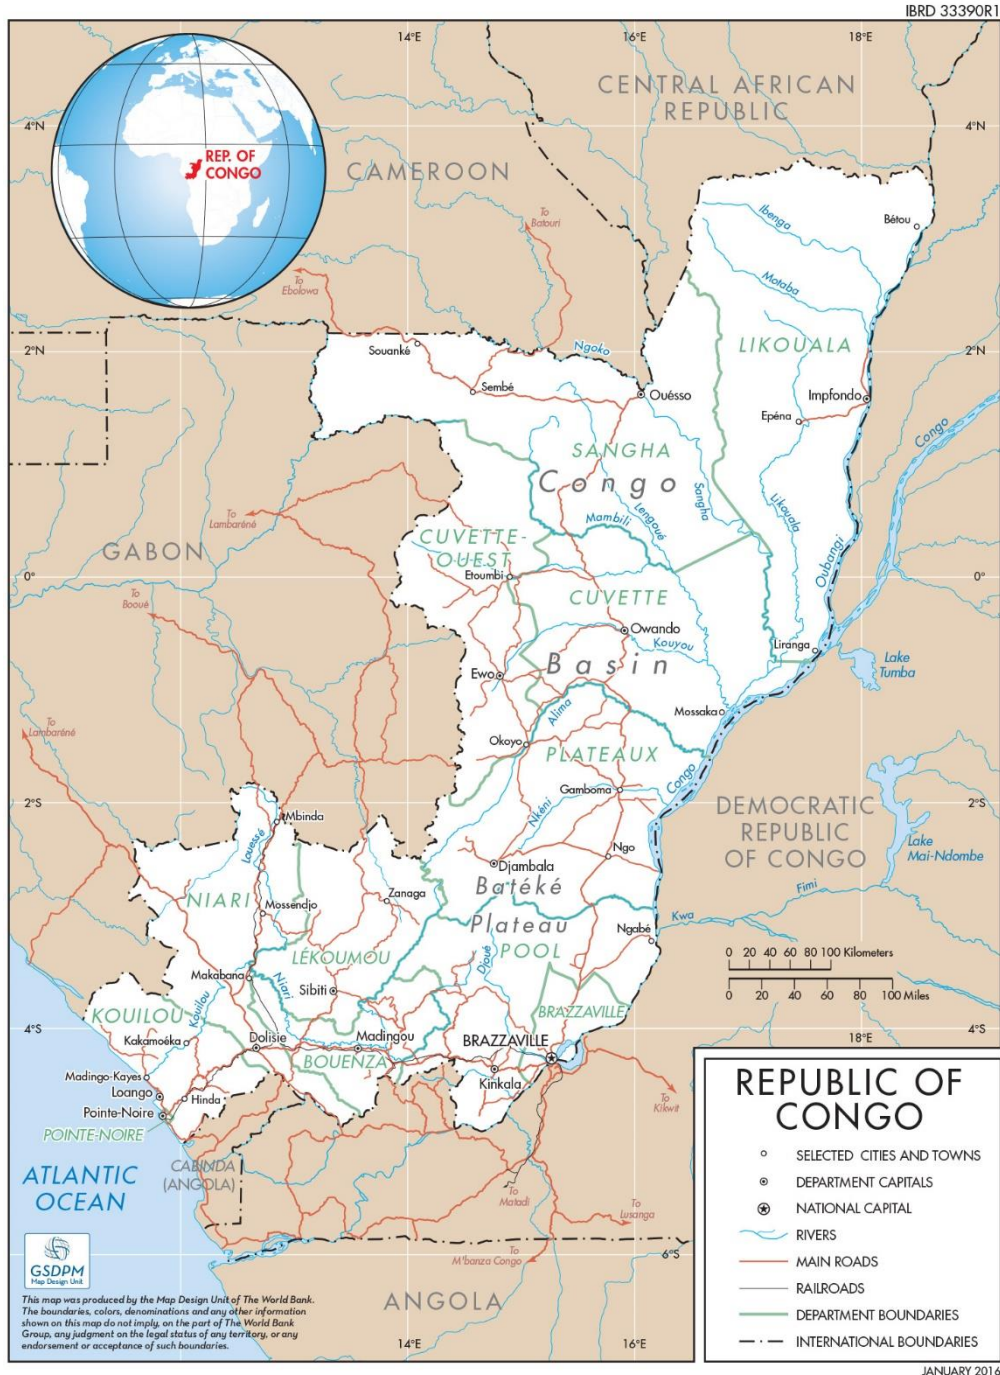 IBRD 33390R1
14°E
16°E
18°E
CENTRAL AFRICAN
REPUBLIC
4°N
4°N
REP. OF
CONGO
CAMEROON
To
Batouri
Ibenga
Bétou
To
Ebolowa
Motaba
2°N
2°N
Souanké
Ngoko
LIKOUALA
Sembé
Ouésso
Impfondo
Epéna
Congo
SANGHA
Congo
Sangha
Likouala
Lengoué
Mambili
Oubangi
To
Lambaréné
GABON
CUVETTE-
OUEST
Etoumbi
0°
0°
To
Booué
CUVETTE
Owando
Kouyou
Liranga
Lake
Tumba
Basin
Ewo
Mossaka
Alima
To
Lambaréné
Okoyo
PLATEAUX
Congo
Gamboma
Nkéni
2°S
2°S
DEMOCRATIC
REPUBLIC
OF CONGO
Mbinda
Louessé
Lake
Mai-Ndombe
Ngo
Djambala
Batéké
Plateau
Fimi
Kwa
NIARI
Zanaga
Mossendjo
Ngabé
POOL
LÉKOUMOU
Djoué
0 20 40 60 80 100 Kilometers
0 20 40 60 80 100 Miles
Makabana
Niari
Sibiti
Kouilou
KOUILOU
BRAZZAVILLE
4°S
4°S
18°E
Kakamoéka
Dolisie
Madingou
BRAZZAVILLE
BOUENZA
Kinkala
Madingo-Kayes
Loango
Hinda
Pointe-Noire
POINTE-NOIRE
To
Kikwit
CABINDA
(ANGOLA)
ATLANTIC
OCEAN
To
Matadi
To
Lusanga
To
M'banza Congo
6°S
ANGOLA
14°E
16°E
REPUBLIC OF
CONGO
SELECTED CITIES AND TOWNS
DEPARTMENT CAPITALS
NATIONAL CAPITAL
RIVERS
MAIN ROADS
RAILROADS
DEPARTMENT BOUNDARIES
INTERNATIONAL BOUNDARIES
GSDPM
Map Design Unit
This map was produced by the Map Design Unit of The World Bank.
The boundaries, colors, denominations and any other information
shown on this map do not imply, on the part of The World Bank
Group, any judgment on the legal status of any territory, or any
endorsement or acceptance of such boundaries.
JANUARY 2016